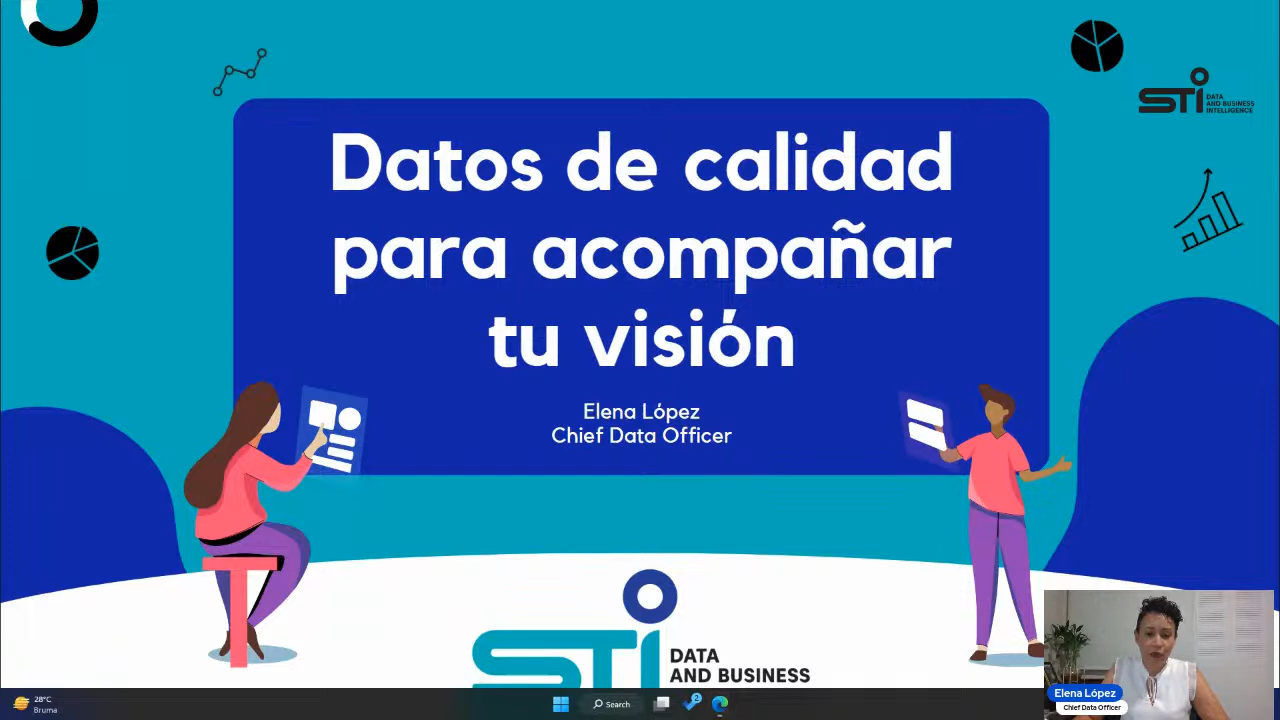 STi DATA
AND BUSINESS
INTELLIGENCE
Datos de calidad
para acompañar
tu visión
Elena López
Chief Data Officer
STi DATA
AND BUSINESS
Elena López
Chief Data Officer
28°C
Bruma
Search
2